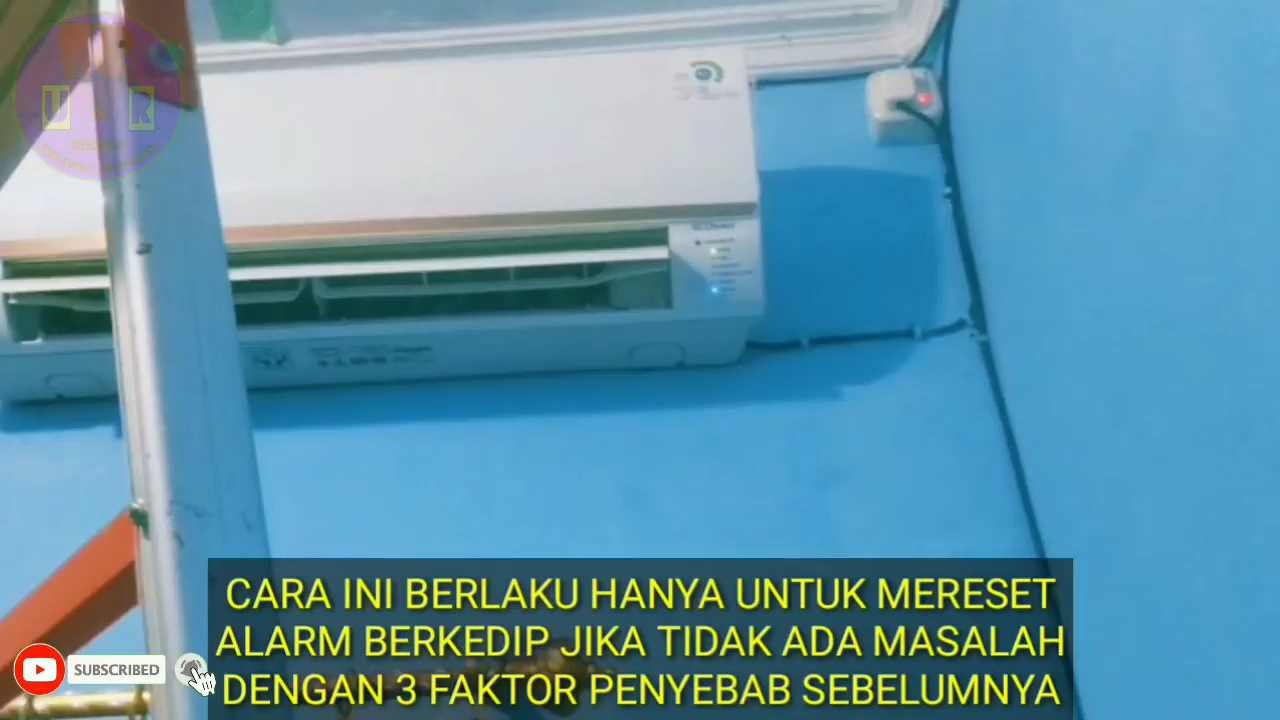 U R
CARA INI BERLAKU HANYA UNTUK MERESET
ALARM BERKEDIP JIKA TIDAK ADA MASALAH
DENGAN 3 FAKTOR PENYEBAB SEBELUMNYA
SUBSCRIBED